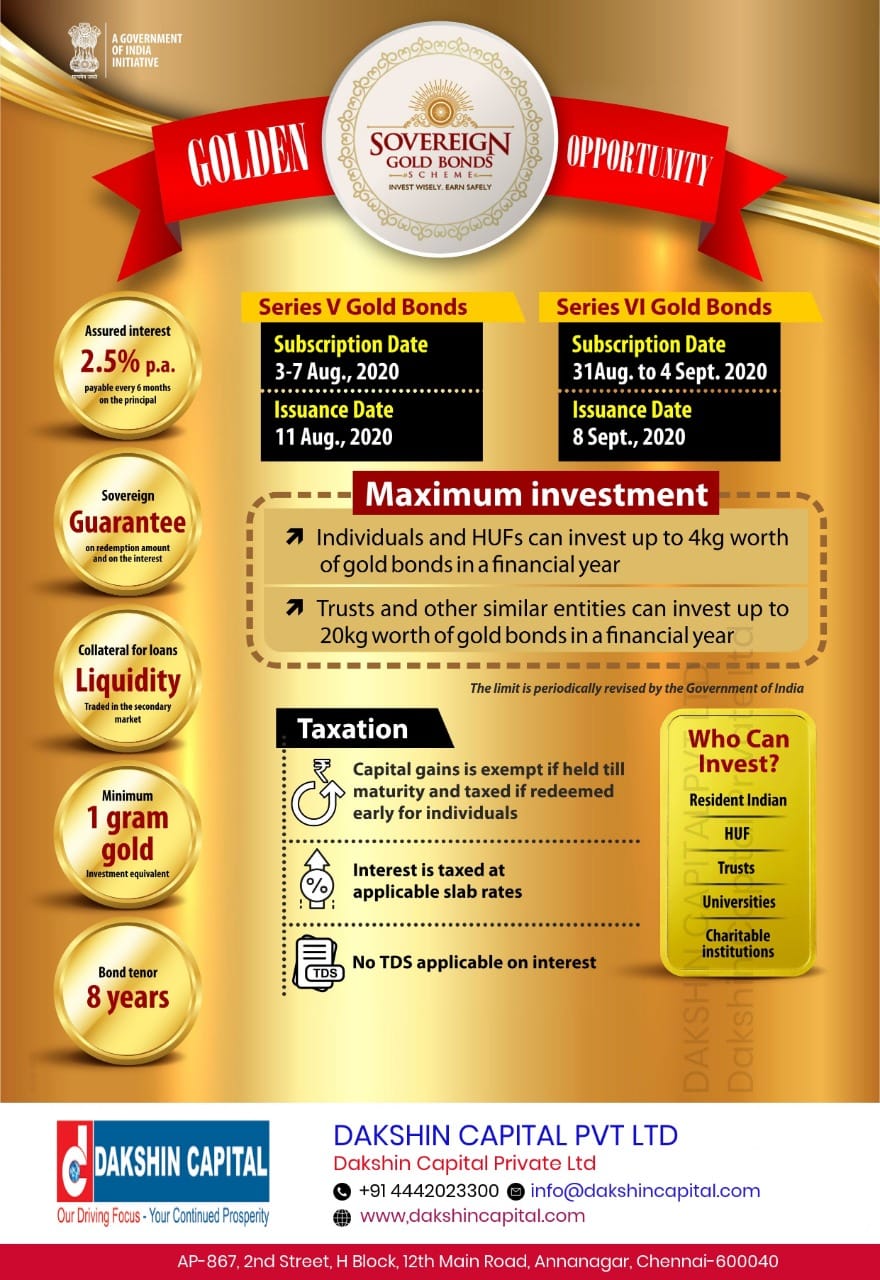 A GOVERNMENT
OF INDIA
INITIATIVE
GOLDEN
SOVEREIGN
GOLD BONDS
SCHEME
INVEST WISELY. EARN SAFELY
OPPORTUNITY
Assured interest
2.5% p.a.
payable every 6 months
on the principal
Sovereign
Guarantee
on redemption amount
and on the interest
Collateral for loans
Liquidity
Traded in the secondary
market
Minimum
1 gram
gold
Investment equivalent
Bond tenor
8 years
Series V Gold Bonds
Subscription Date
3-7 Aug., 2020
Issuance Date
11 Aug., 2020
Series VI Gold Bonds
Subscription Date
31Aug. to 4 Sept. 2020
Issuance Date
8 Sept., 2020
Maximum investment
Individuals and HUFs can invest up to 4kg worth
of gold bonds in a financial year
Trusts and other similar entities can invest up to
20kg worth of gold bonds in a financial year
The limit is periodically revised by the Government of India
Taxation
Capital gains is exempt if held till
maturity and taxed if redeemed
early for individuals
Interest is taxed at
applicable slab rates
TDS
No TDS applicable on interest
Who Can
Invest?
Resident Indian
HUF
Trusts
Universities
Charitable
institutions
DAKSHIN CAPITAL PVT LTD
Dakshin Capital Private Ltd
d DAKSHIN CAPITAL
Our Driving Focus - Your Continued Prosperity
DAKSHIN CAPITAL PVT LTD
Dakshin Capital Private Ltd
+91 4442023300 info@dakshincapital.com
www,dakshincapital.com
AP-867, 2nd Street, H Block, 12th Main Road, Annanagar, Chennai-600040